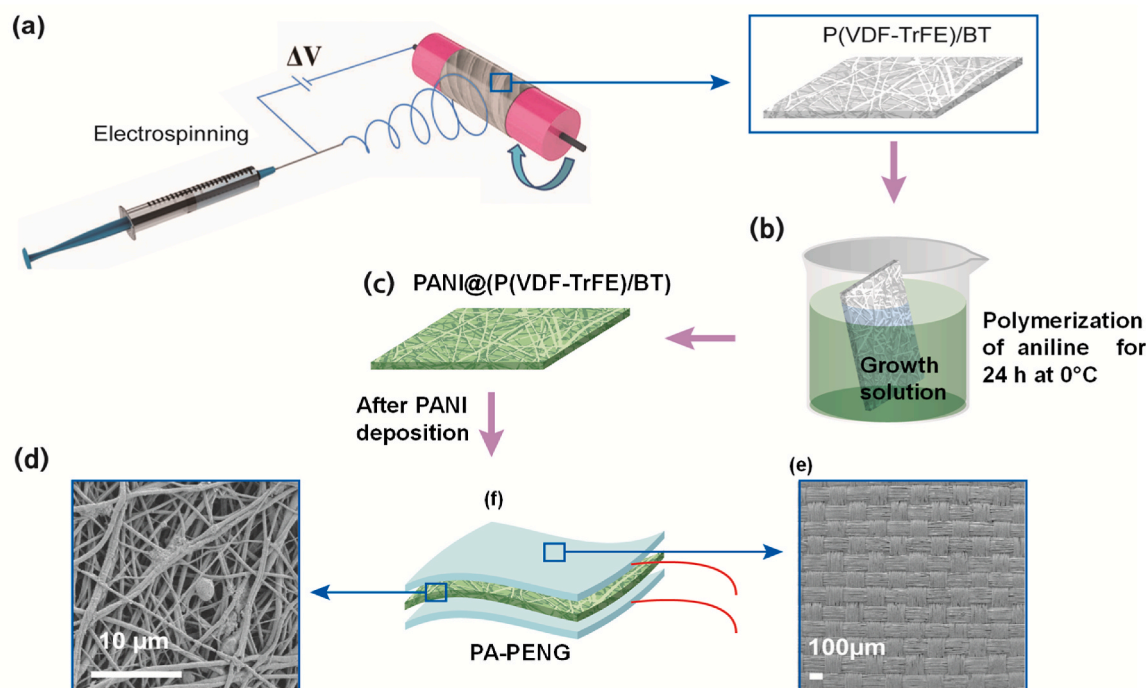 (a)
ΔV
Electrospinning
P(VDF-TrFE)/BT
(b)
Growth
solution
Polymerization
of aniline for
24 h at 0°C
(c)
PANI@(P(VDF-TrFE)/BT)
After PANI
deposition
(d)
10 µm
(f)
PA-PENG
(e)
100µm